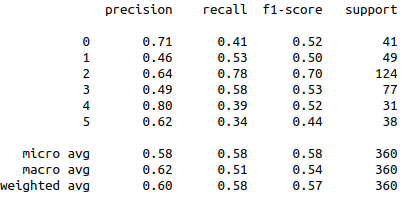 precision recall f1-score support
0 0.71 0.41 0.52 41
1 0.46 0.53 0.50 49
2 0.64 0.78 0.70 124
3 0.49 0.58 0.53 77
4 0.80 0.39 0.52 31
5 0.62 0.34 0.44 38
micro avg 0.58 0.58 0.58 360
macro avg 0.62 0.51 0.54 360
weighted avg 0.60 0.58 0.57 360